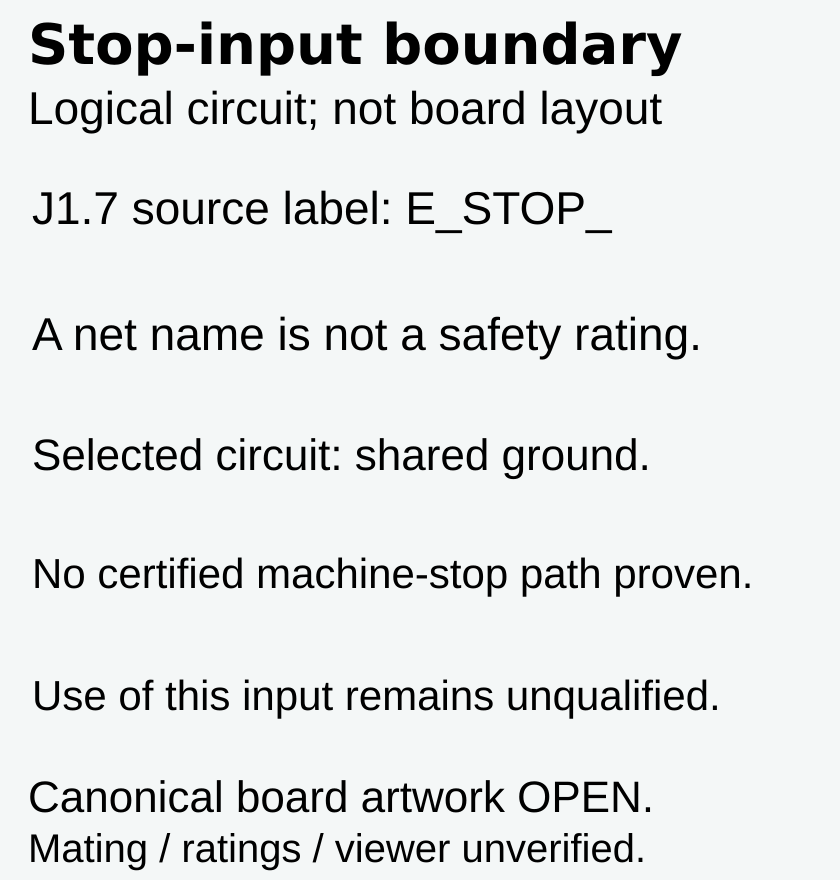 Stop-input boundary
Logical circuit; not board layout
J1.7 source label: E_STOP_
A net name is not a safety rating.
Selected circuit: shared ground.
No certified machine-stop path proven.
Use of this input remains unqualified.
Canonical board artwork OPEN.
Mating / ratings / viewer unverified.